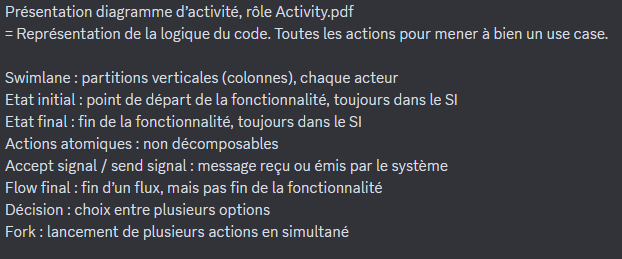 Présentation diagramme d’activité, rôle Activity.pdf
= Représentation de la logique du code. Toutes les actions pour mener à bien un use case.
Swimlane : partitions verticales (colonnes), chaque acteur
Etat initial : point de départ de la fonctionnalité, toujours dans le SI
Etat final : fin de la fonctionnalité, toujours dans le SI
Actions atomiques : non décomposables
Accept signal / send signal : message reçu ou émis par le système
Flow final : fin d’un flux, mais pas fin de la fonctionnalité
Décision : choix entre plusieurs options
Fork : lancement de plusieurs actions en simultané